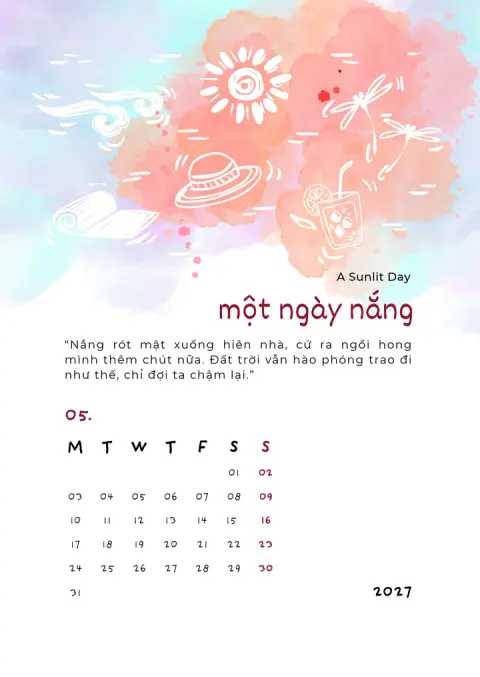 A Sunlit Day
một ngày nắng
“Nắng rót mật xuống hiên nhà, cứ ra ngồi hong
mình thêm chút nữa. Đất trời vẫn hào phóng trao đi
như thế, chỉ đợi ta chậm lại.”
05.
M T W T F S S
01 02
03 04 05 06 07 08 09
10 11 12 13 14 15 16
17 18 19 20 21 22 23
24 25 26 27 28 29 30
31
2027